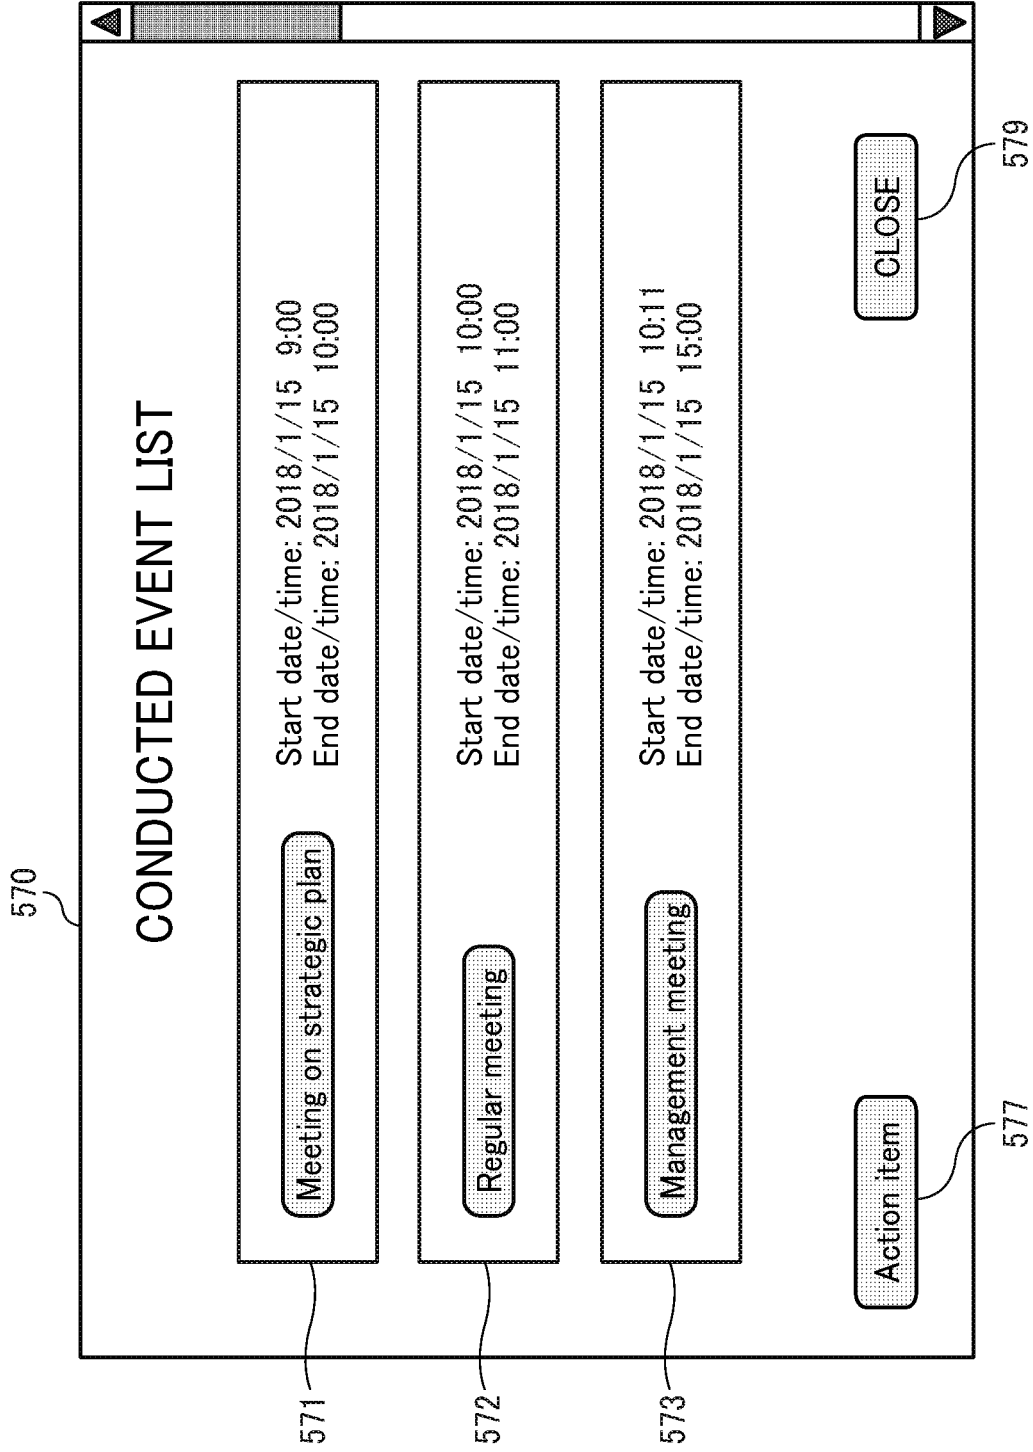 570
CONDUCTED EVENT LIST
571
Meeting on strategic plan
Start date/time: 2018/1/15 9:00
End date/time: 2018/1/15 10:00
572
Regular meeting
Start date/time: 2018/1/15 10:00
End date/time: 2018/1/15 11:00
573
Management meeting
Start date/time: 2018/1/15 10:11
End date/time: 2018/1/15 15:00
Action item
CLOSE
577
579